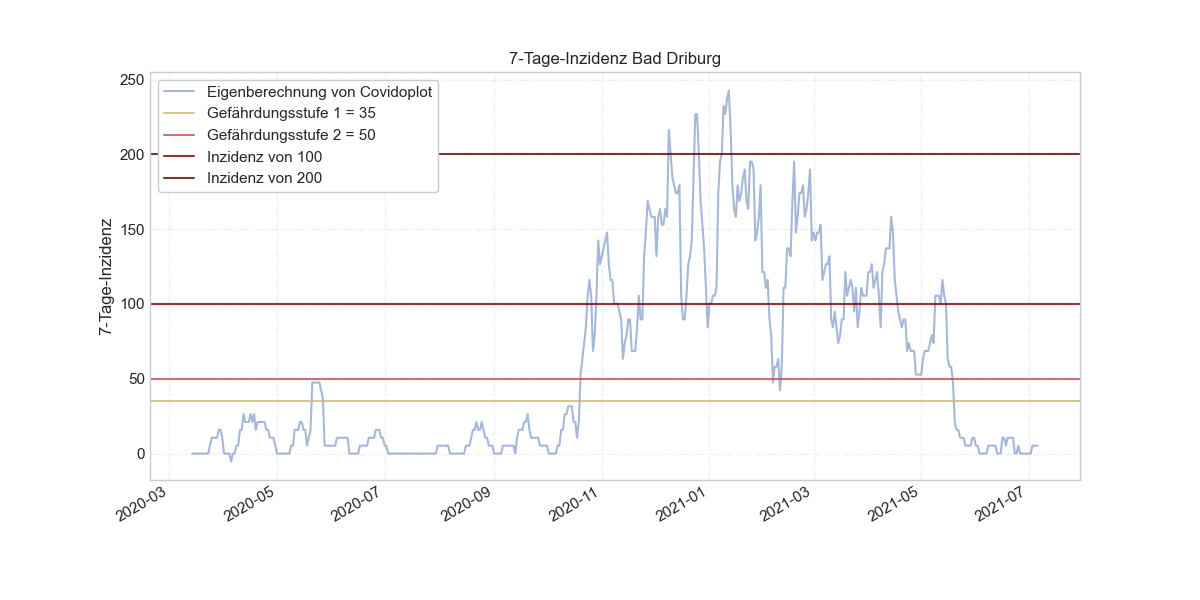 7-Tage-Inzidenz Bad Driburg
250
200
150
100
50
0
7-Tage-Inzidenz
Eigenberechnung von Covidoplot
Gefährdungsstufe 1 = 35
Gefährdungsstufe 2 = 50
Inzidenz von 100
Inzidenz von 200
2020-03
2020-05
2020-07
2020-09
2020-11
2021-01
2021-03
2021-05
2021-07